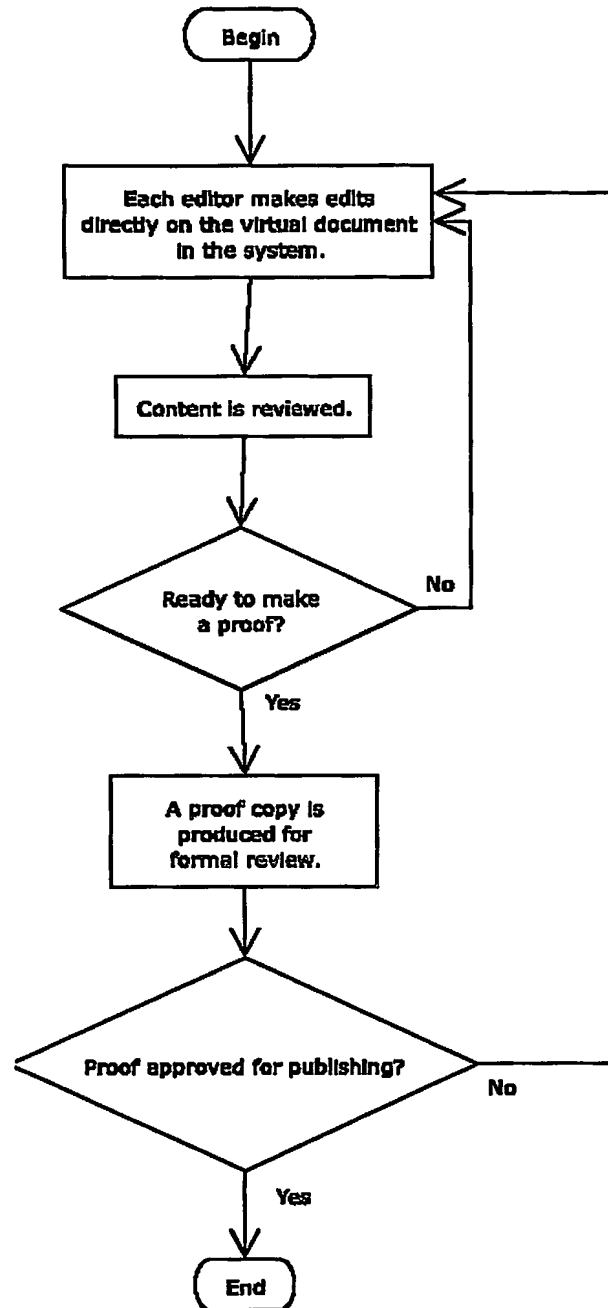 Begin
Each editor makes edits
directly on the virtual document
in the system.
Content is reviewed.
Ready to make
a proof?
No
Yes
A proof copy is
produced for
formal review.
Proof approved for publishing?
No
Yes
End